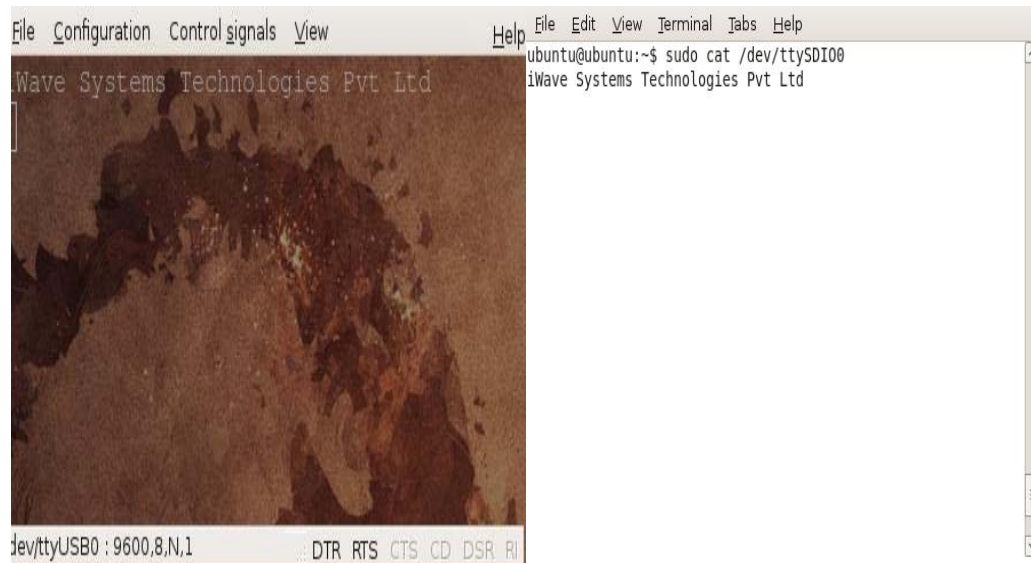 File Configuration Control signals View Help
iWave Systems Technologies Pvt Ltd
dev/ttyUSB0 : 9600,8,N,1 DTR RTS CTS CD DSR RI
File Edit View Terminal Tabs Help
ubuntu@ubuntu:~$ sudo cat /dev/ttySDIO0
iWave Systems Technologies Pvt Ltd